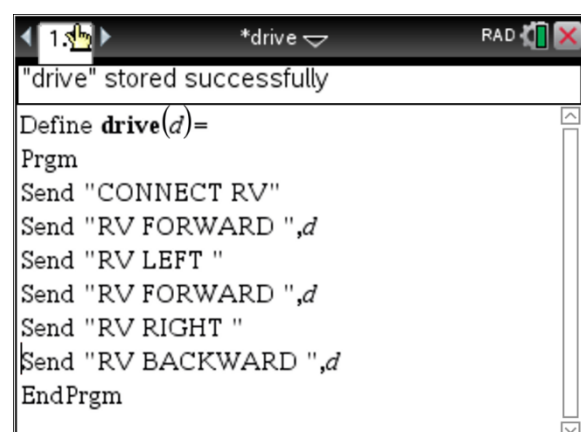 1. *drive RAD
"drive" stored successfully
Define drive(d)=
Prgm
Send "CONNECT RV"
Send "RV FORWARD ",d
Send "RV LEFT "
Send "RV FORWARD ",d
Send "RV RIGHT "
Send "RV BACKWARD ",d
EndPrgm